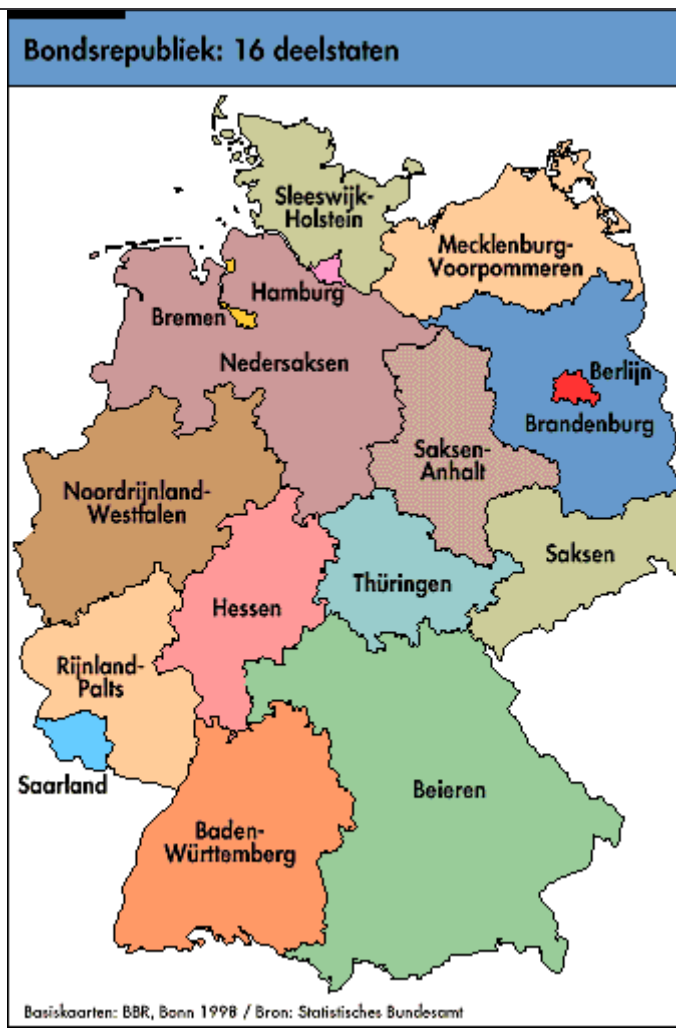 Bondsrepubliek: 16 deelstaten
Sleeswijk-
Holstein
Mecklenburg-
Voorpommeren
Hamburg
Bremen
Nedersaksen
Berlijn
Brandenburg
Saksen-
Anhalt
Noordrijnland-
Westfalen
Saksen
Thüringen
Hessen
Rijnland-
Palts
Saarland
Beieren
Baden-
Württemberg
Basiskaarten: BBR, Bonn 1998 / Bron: Statistisches Bundesamt